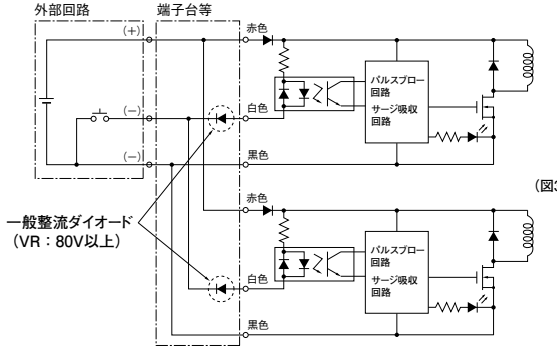 外部回路
端子台等
(+)
赤色
パルスブロー
回路
サージ吸収
回路
(−)
白色
(−)
黒色
(図3
赤色
一般整流ダイオード
(VR：80V以上)
パルスブロー
回路
サージ吸収
回路
白色
黒色